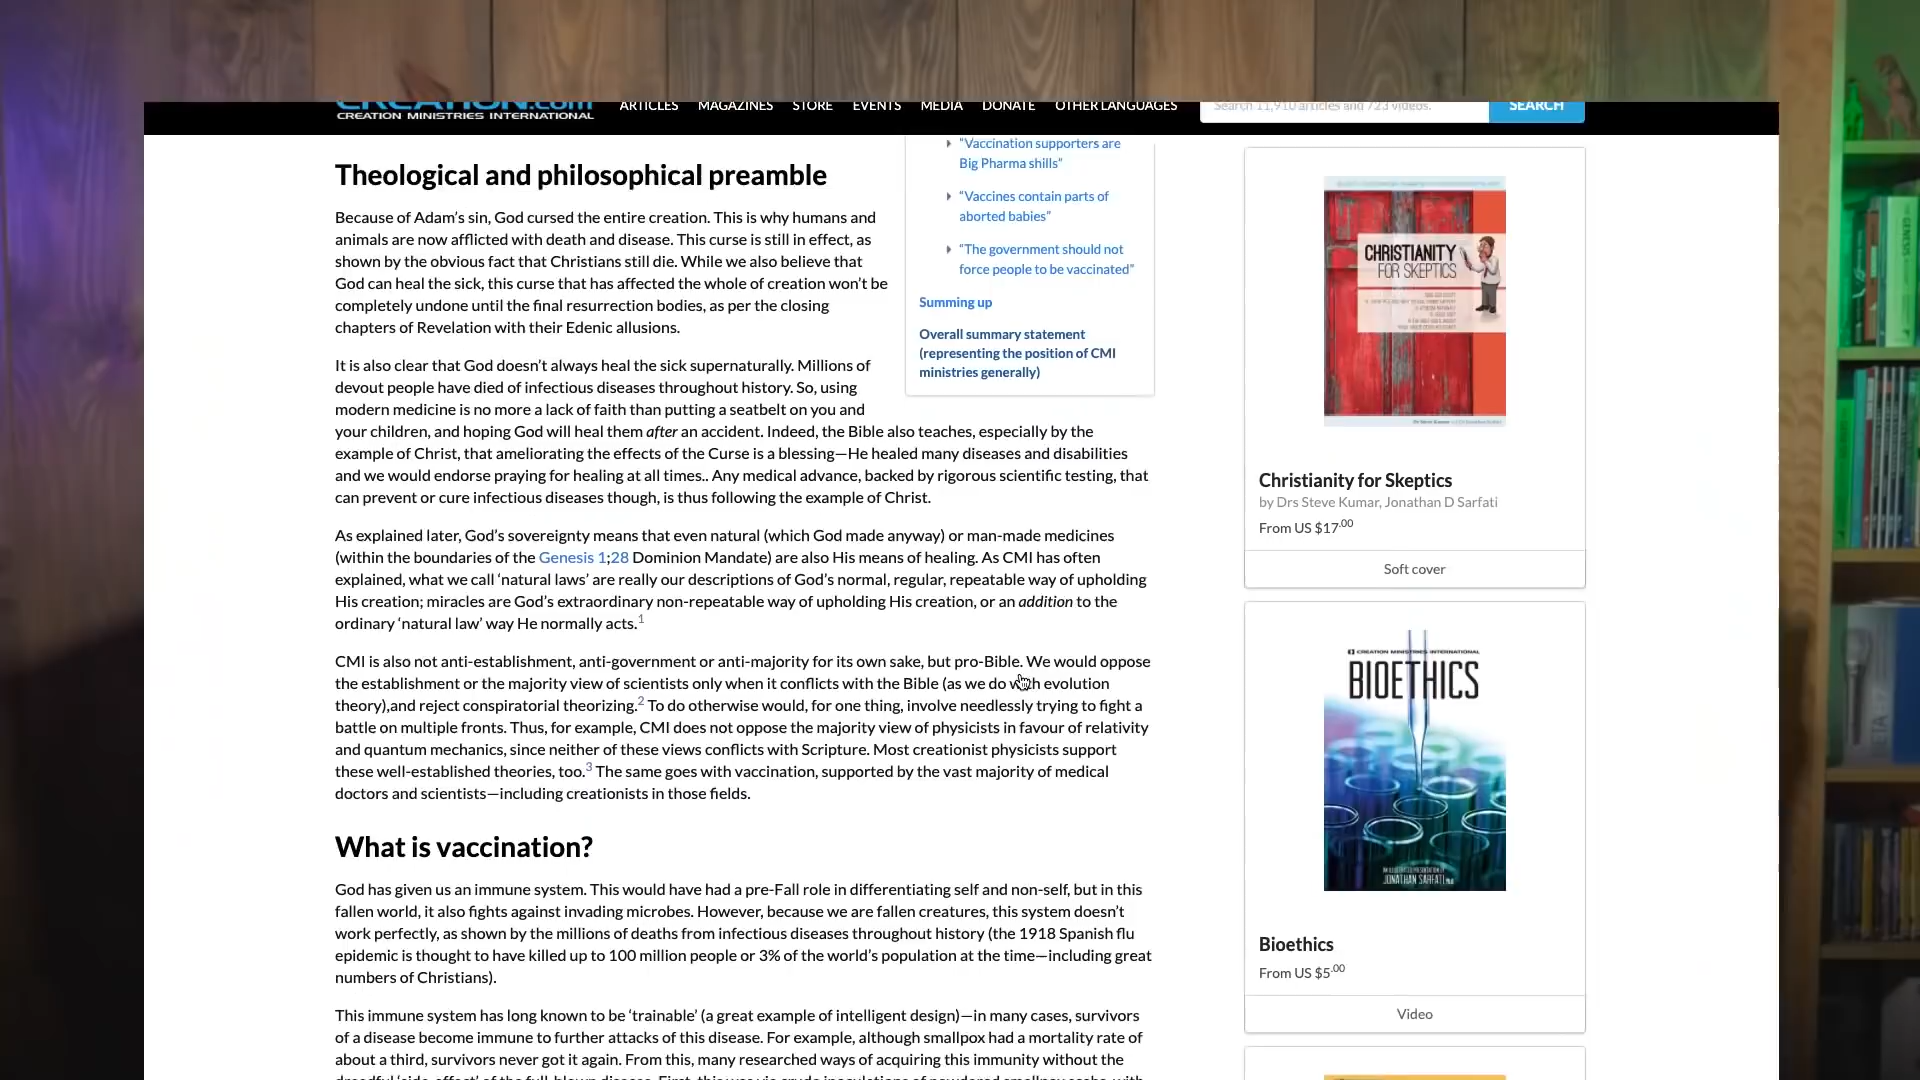 CREATION.com
CREATION MINISTRIES INTERNATIONAL
ARTICLES MAGAZINES STORE EVENTS MEDIA DONATE OTHER LANGUAGES
Search 11,910 articles and 723 videos.
SEARCH
Theological and philosophical preamble
Because of Adam's sin, God cursed the entire creation. This is why humans and
animals are now afflicted with death and disease. This curse is still in effect, as
shown by the obvious fact that Christians still die. While we also believe that
God can heal the sick, this curse that has affected the whole of creation won't be
completely undone until the final resurrection bodies, as per the closing
chapters of Revelation with their Edenic allusions.
It is also clear that God doesn't always heal the sick supernaturally. Millions of
devout people have died of infectious diseases throughout history. So, using
modern medicine is no more a lack of faith than putting a seatbelt on you and
your children, and hoping God will heal them after an accident. Indeed, the Bible also teaches, especially by the
example of Christ, that ameliorating the effects of the Curse is a blessing—He healed many diseases and disabilities
and we would endorse praying for healing at all times.. Any medical advance, backed by rigorous scientific testing, that
can prevent or cure infectious diseases though, is thus following the example of Christ.
As explained later, God's sovereignty means that even natural (which God made anyway) or man-made medicines
(within the boundaries of the Genesis 1;28 Dominion Mandate) are also His means of healing. As CMI has often
explained, what we call 'natural laws' are really our descriptions of God's normal, regular, repeatable way of upholding
His creation; miracles are God's extraordinary non-repeatable way of upholding His creation, or an addition to the
ordinary 'natural law' way He normally acts.1
CMI is also not anti-establishment, anti-government or anti-majority for its own sake, but pro-Bible. We would oppose
the establishment or the majority view of scientists only when it conflicts with the Bible (as we do with evolution
theory),and reject conspiratorial theorizing.2 To do otherwise would, for one thing, involve needlessly trying to fight a
battle on multiple fronts. Thus, for example, CMI does not oppose the majority view of physicists in favour of relativity
and quantum mechanics, since neither of these views conflicts with Scripture. Most creationist physicists support
these well-established theories, too.3 The same goes with vaccination, supported by the vast majority of medical
doctors and scientists—including creationists in those fields.
What is vaccination?
God has given us an immune system. This would have had a pre-Fall role in differentiating self and non-self, but in this
fallen world, it also fights against invading microbes. However, because we are fallen creatures, this system doesn't
work perfectly, as shown by the millions of deaths from infectious diseases throughout history (the 1918 Spanish flu
epidemic is thought to have killed up to 100 million people or 3% of the world's population at the time—including great
numbers of Christians).
This immune system has long known to be 'trainable' (a great example of intelligent design)—in many cases, survivors
of a disease become immune to further attacks of this disease. For example, although smallpox had a mortality rate of
about a third, survivors never got it again. From this, many researched ways of acquiring this immunity without the
"Vaccination supporters are
Big Pharma shills"
"Vaccines contain parts of
aborted babies"
"The government should not
force people to be vaccinated"
Summing up
Overall summary statement
(representing the position of CMI
ministries generally)
CHRISTIANITY
FOR SKEPTICS
Christianity for Skeptics
by Drs Steve Kumar, Jonathan D Sarfati
From US $17.00
Soft cover
CREATION MINISTRIES INTERNATIONAL
BIOETHICS
AN ILLUSTRATED PRESENTATION BY
JONATHAN SARFATI, Ph.D.
Bioethics
From US $5.00
Video